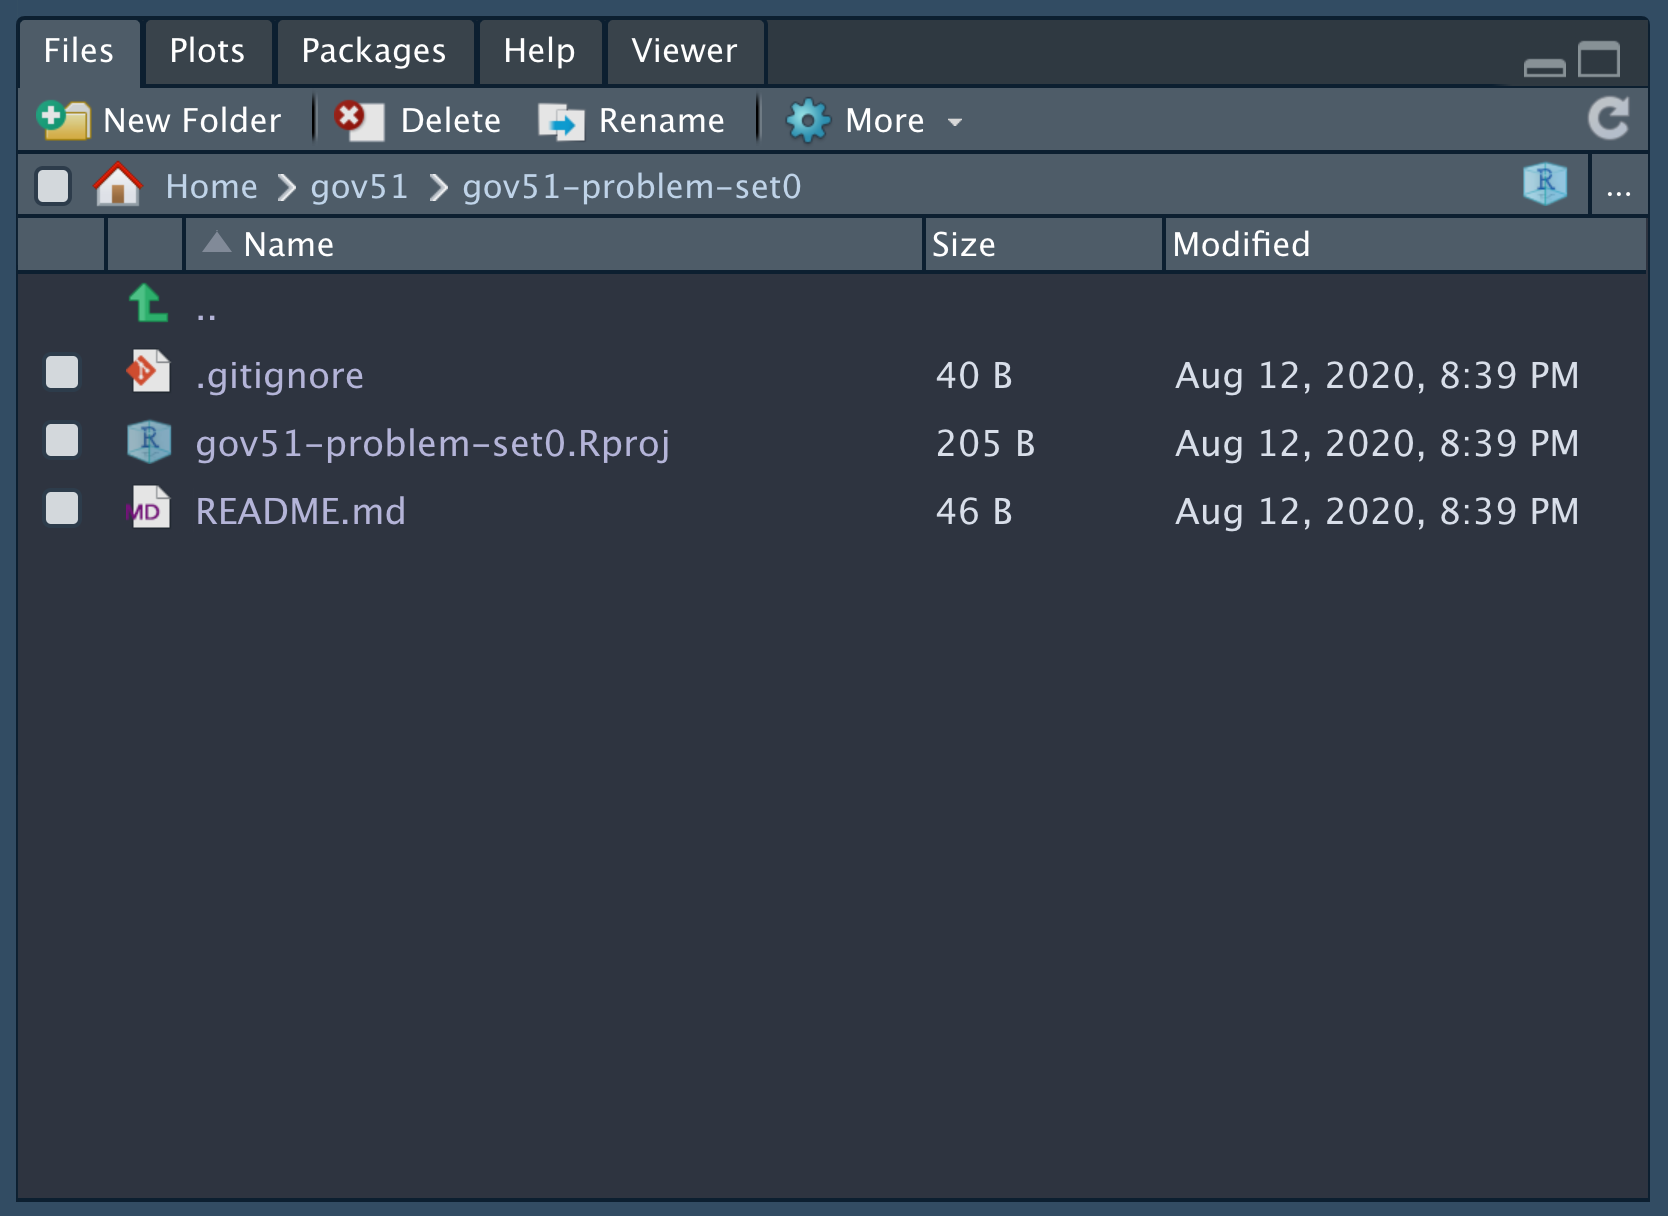 Files Plots Packages Help Viewer
New Folder Delete Rename More
Home gov51 gov51-problem-set0 R ...
Name Size Modified
..
.gitignore 40 B Aug 12, 2020, 8:39 PM
R gov51-problem-set0.Rproj 205 B Aug 12, 2020, 8:39 PM
MD README.md 46 B Aug 12, 2020, 8:39 PM